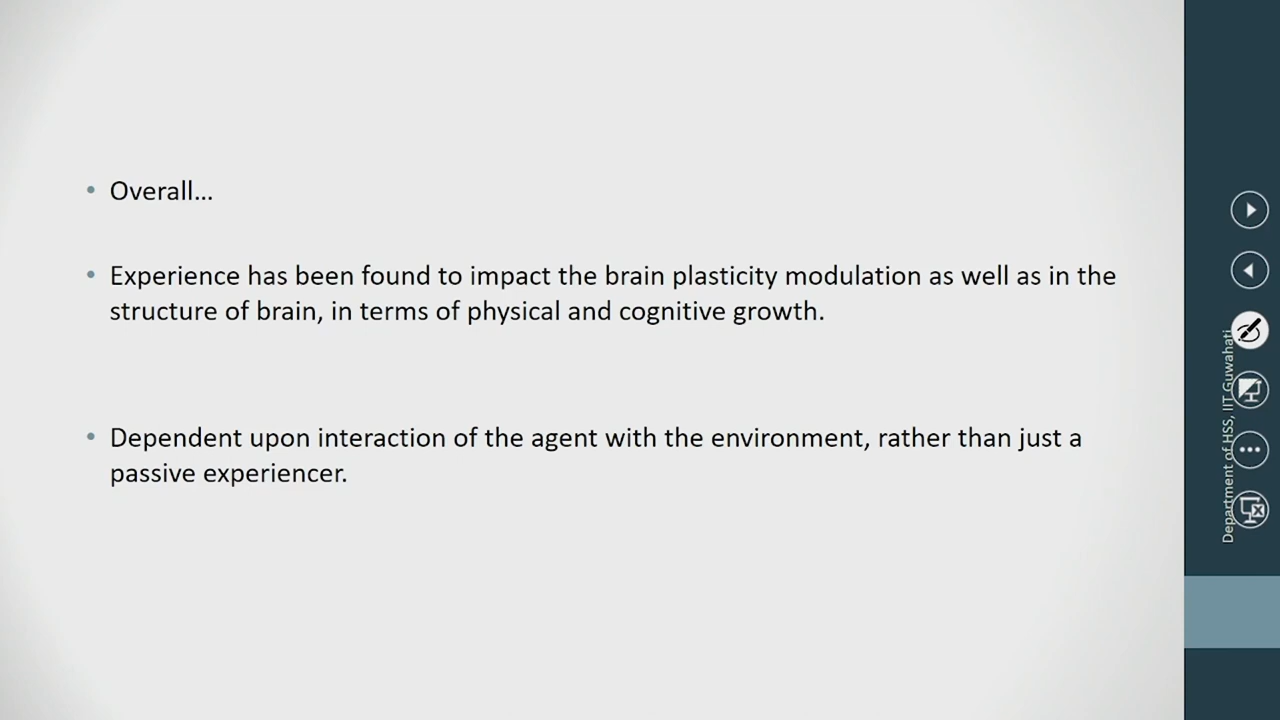 • Overall...
• Experience has been found to impact the brain plasticity modulation as well as in the
structure of brain, in terms of physical and cognitive growth.
• Dependent upon interaction of the agent with the environment, rather than just a
passive experiencer.
Department of HSS, IIT Guwahati